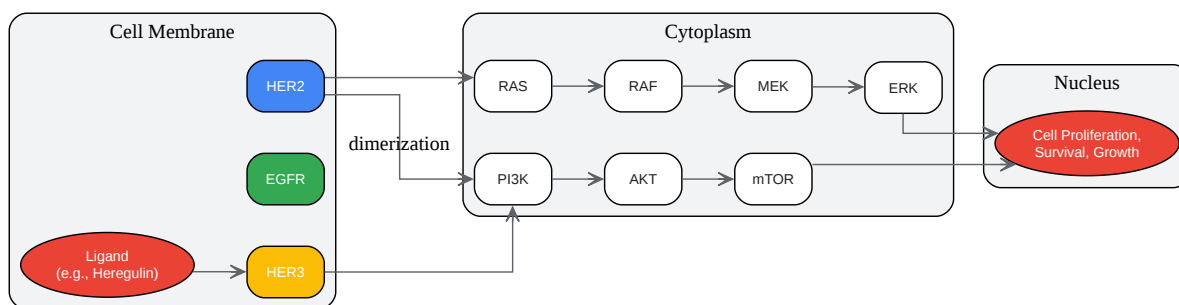 Cell Membrane
HER2
EGFR
Ligand
(e.g., Heregulin)
HER3
dimerization
Cytoplasm
RAS
RAF
MEK
ERK
PI3K
AKT
mTOR
Nucleus
Cell Proliferation,
Survival, Growth